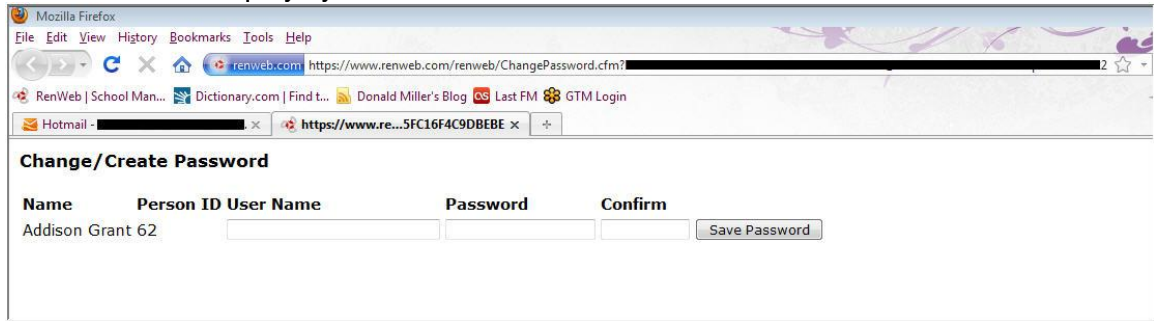 Mozilla Firefox
File Edit View History Bookmarks Tools Help
renweb.com https://www.renweb.com/renweb/ChangePassword.cfm? 2
RenWeb | School Man... Dictionary.com | Find t... Donald Miller's Blog Last FM GTM Login
Hotmail - https://www.re...5FC16F4C9DBEBE
Change/Create Password
Name Person ID User Name Password Confirm
Addison Grant 62 Save Password